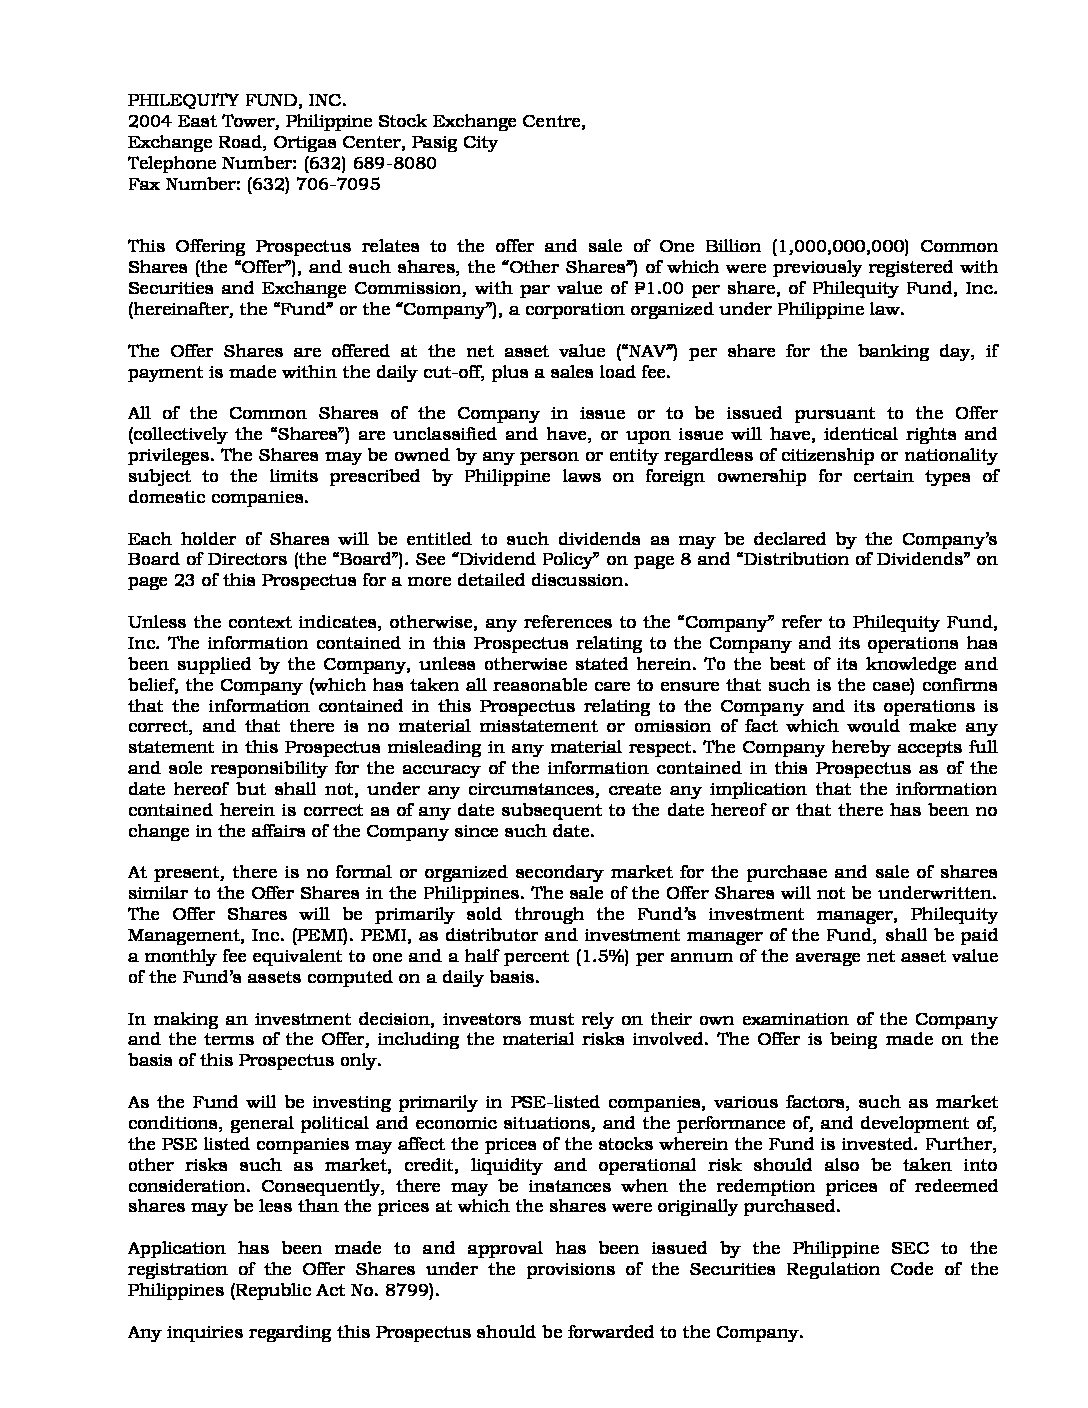 PHILEQUITY FUND, INC.
2004 East Tower, Philippine Stock Exchange Centre,
Exchange Road, Ortigas Center, Pasig City
Telephone Number: (632) 689-8080
Fax Number: (632) 706-7095
This Offering Prospectus relates to the offer and sale of One Billion (1,000,000,000) Common
Shares (the “Offer”), and such shares, the “Other Shares”) of which were previously registered with
Securities and Exchange Commission, with par value of ₱1.00 per share, of Philequity Fund, Inc.
(hereinafter, the “Fund” or the “Company”), a corporation organized under Philippine law.
The Offer Shares are offered at the net asset value (“NAV”) per share for the banking day, if
payment is made within the daily cut-off, plus a sales load fee.
All of the Common Shares of the Company in issue or to be issued pursuant to the Offer
(collectively the “Shares”) are unclassified and have, or upon issue will have, identical rights and
privileges. The Shares may be owned by any person or entity regardless of citizenship or nationality
subject to the limits prescribed by Philippine laws on foreign ownership for certain types of
domestic companies.
Each holder of Shares will be entitled to such dividends as may be declared by the Company’s
Board of Directors (the “Board”). See “Dividend Policy” on page 8 and “Distribution of Dividends” on
page 23 of this Prospectus for a more detailed discussion.
Unless the context indicates, otherwise, any references to the “Company” refer to Philequity Fund,
Inc. The information contained in this Prospectus relating to the Company and its operations has
been supplied by the Company, unless otherwise stated herein. To the best of its knowledge and
belief, the Company (which has taken all reasonable care to ensure that such is the case) confirms
that the information contained in this Prospectus relating to the Company and its operations is
correct, and that there is no material misstatement or omission of fact which would make any
statement in this Prospectus misleading in any material respect. The Company hereby accepts full
and sole responsibility for the accuracy of the information contained in this Prospectus as of the
date hereof but shall not, under any circumstances, create any implication that the information
contained herein is correct as of any date subsequent to the date hereof or that there has been no
change in the affairs of the Company since such date.
At present, there is no formal or organized secondary market for the purchase and sale of shares
similar to the Offer Shares in the Philippines. The sale of the Offer Shares will not be underwritten.
The Offer Shares will be primarily sold through the Fund’s investment manager, Philequity
Management, Inc. (PEMI). PEMI, as distributor and investment manager of the Fund, shall be paid
a monthly fee equivalent to one and a half percent (1.5%) per annum of the average net asset value
of the Fund’s assets computed on a daily basis.
In making an investment decision, investors must rely on their own examination of the Company
and the terms of the Offer, including the material risks involved. The Offer is being made on the
basis of this Prospectus only.
As the Fund will be investing primarily in PSE-listed companies, various factors, such as market
conditions, general political and economic situations, and the performance of, and development of,
the PSE listed companies may affect the prices of the stocks wherein the Fund is invested. Further,
other risks such as market, credit, liquidity and operational risk should also be taken into
consideration. Consequently, there may be instances when the redemption prices of redeemed
shares may be less than the prices at which the shares were originally purchased.
Application has been made to and approval has been issued by the Philippine SEC to the
registration of the Offer Shares under the provisions of the Securities Regulation Code of the
Philippines (Republic Act No. 8799).
Any inquiries regarding this Prospectus should be forwarded to the Company.